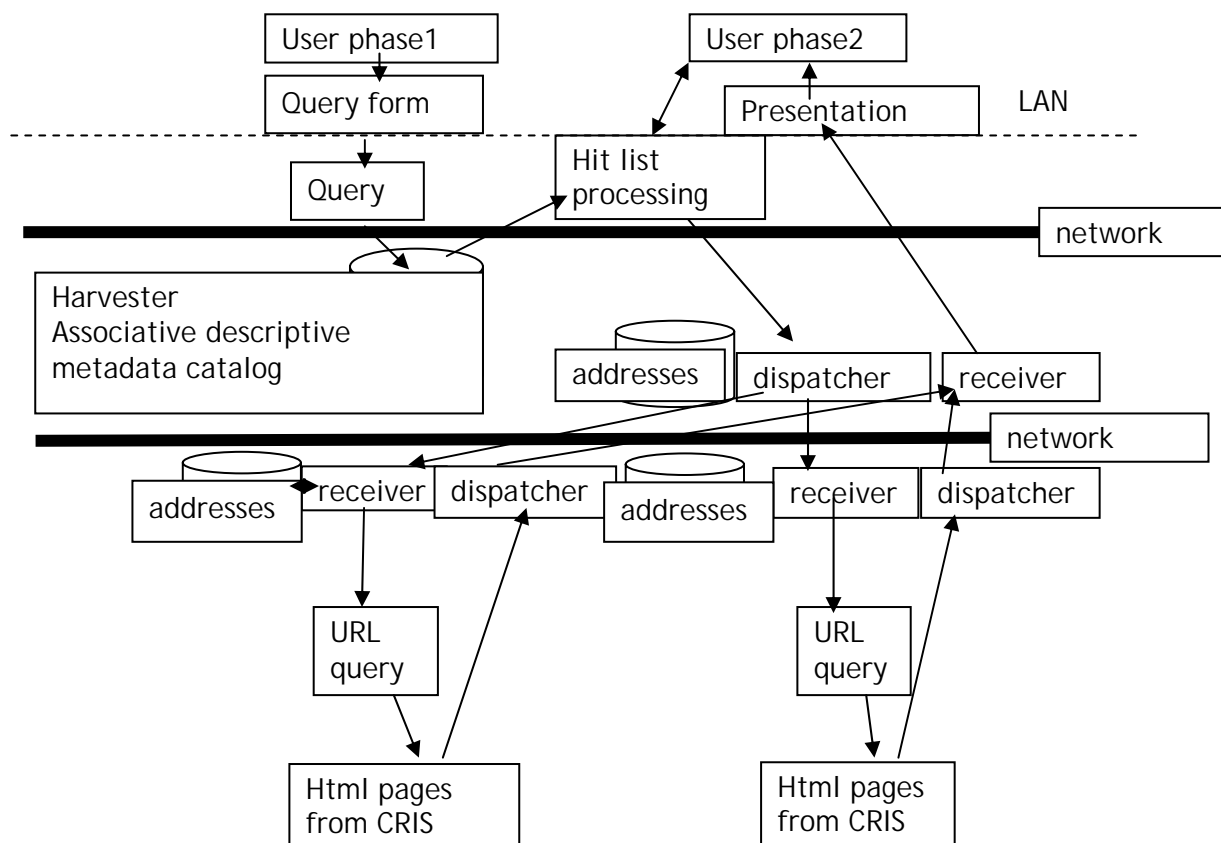 User phase1
User phase2
Query form
Presentation
LAN
Query
Hit list
processing
network
Harvester
Associative descriptive
metadata catalog
addresses
dispatcher
receiver
network
addresses
receiver
dispatcher
addresses
receiver
dispatcher
URL
query
URL
query
Html pages
from CRIS
Html pages
from CRIS